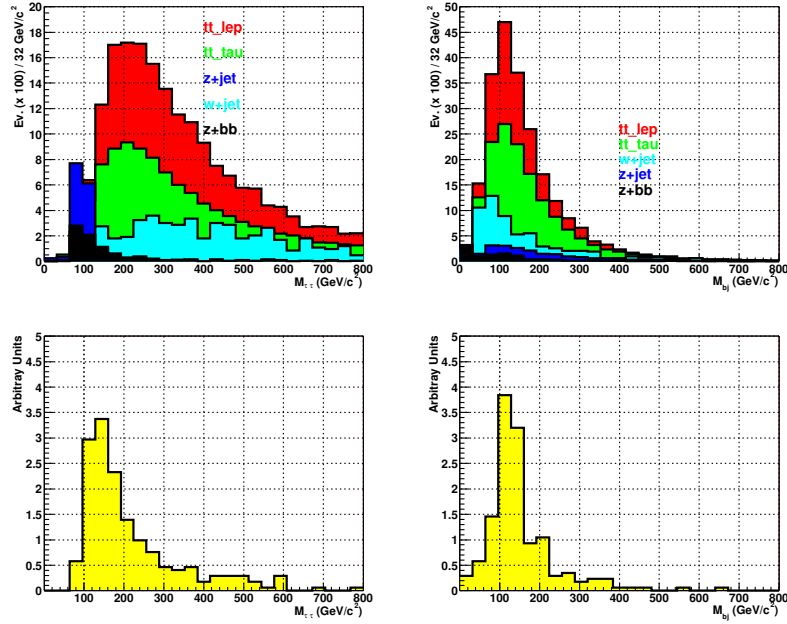 Ev. (x 100) / 32 GeV/c²
18
16
14
12
10
8
6
4
2
0
tt_lep
tt_tau
z+jet
w+jet
z+bb
100 200 300 400 500 600 700 800
M_ττ (GeV/c²)
Ev. (x 100) / 32 GeV/c²
50
45
40
35
30
25
20
15
10
5
0
tt_lep
tt_tau
w+jet
z+jet
z+bb
0 100 200 300 400 500 600 700 800
M_bj (GeV/c²)
Arbitray Units
5
4.5
4
3.5
3
2.5
2
1.5
1
0.5
0
100 200 300 400 500 600 700 800
M_ττ (GeV/c²)
Arbitray Units
5
4.5
4
3.5
3
2.5
2
1.5
1
0.5
0
0 100 200 300 400 500 600 700 800
M_bj (GeV/c²)